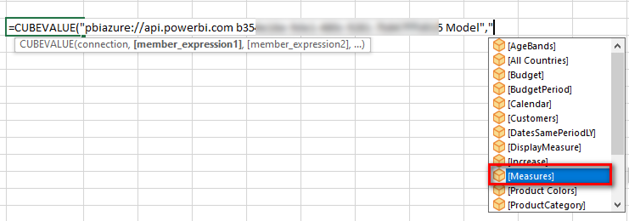 =CUBEVALUE("pbiazure://api.powerbi.com b35 5 Model","
CUBEVALUE(connection, [member_expression1], [member_expression2], ...)
[AgeBands]
[All Countries]
[Budget]
[BudgetPeriod]
[Calendar]
[Customers]
[DatesSamePeriodLY]
[DisplayMeasure]
[Increase]
[Measures]
[Product Colors]
[ProductCategory]